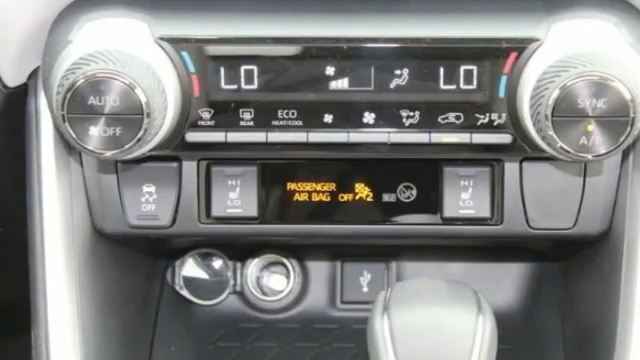 LO LO
AUTO
OFF
FRONT REAR ECO HEAT/COOL
SYNC
A/C
OFF
HI
LO
PASSENGER
AIR BAG OFF 2
HI
LO